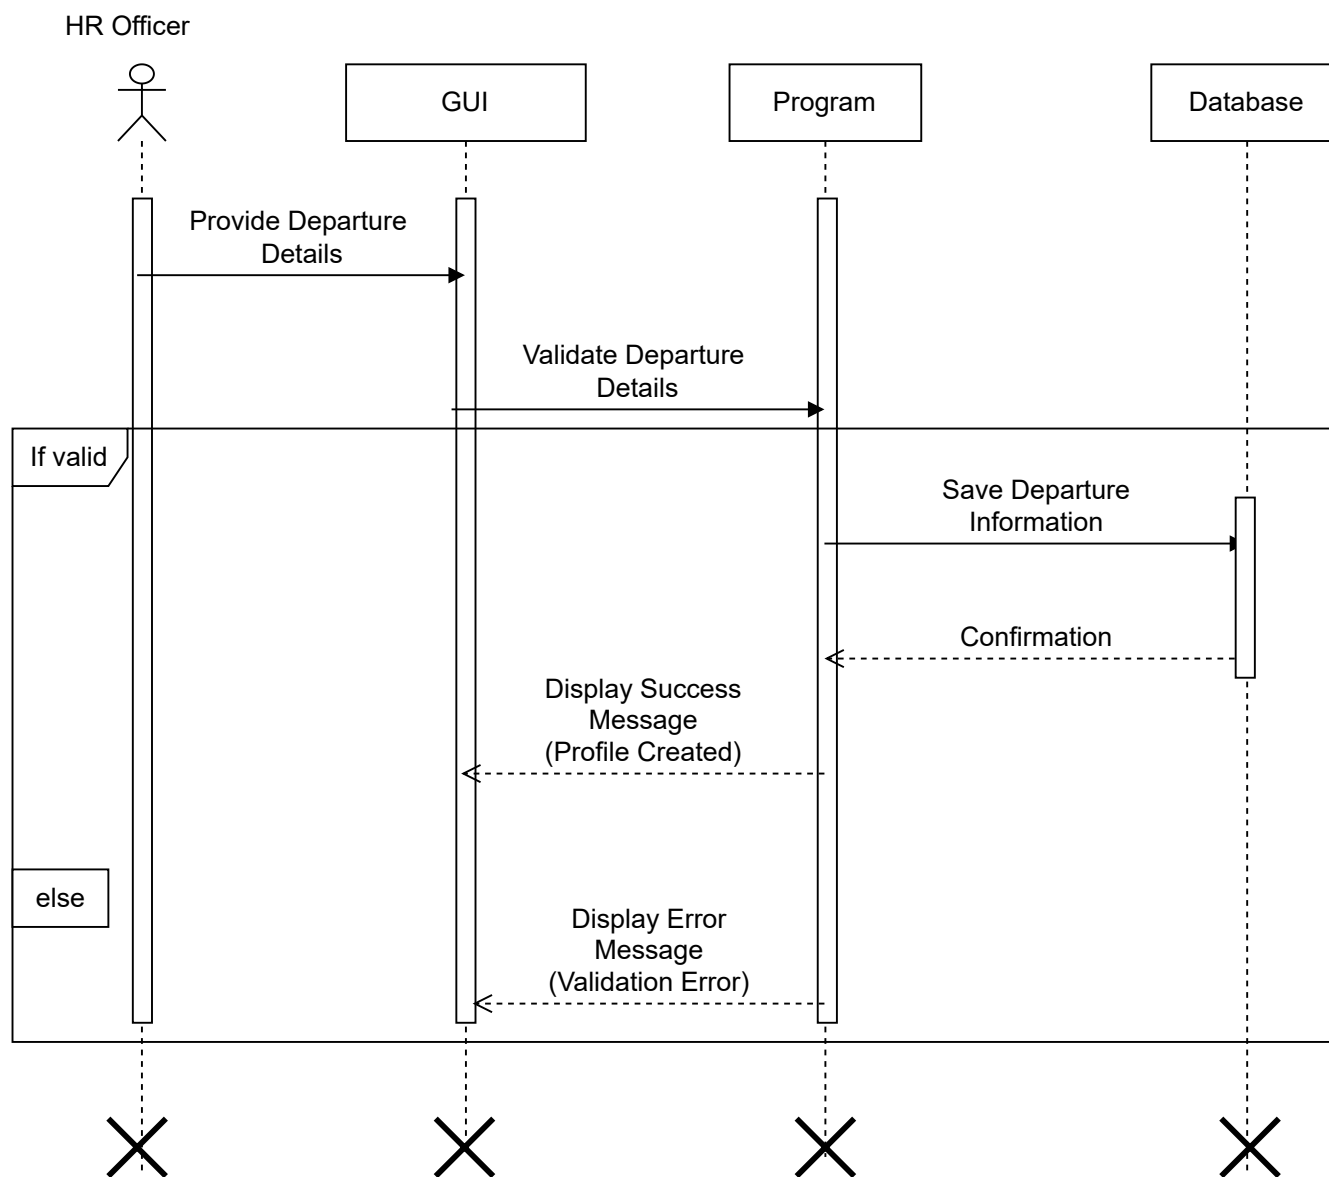 HR Officer
GUI
Program
Database
Provide Departure
Details
Validate Departure
Details
If valid
Save Departure
Information
Confirmation
Display Success
Message
(Profile Created)
else
Display Error
Message
(Validation Error)